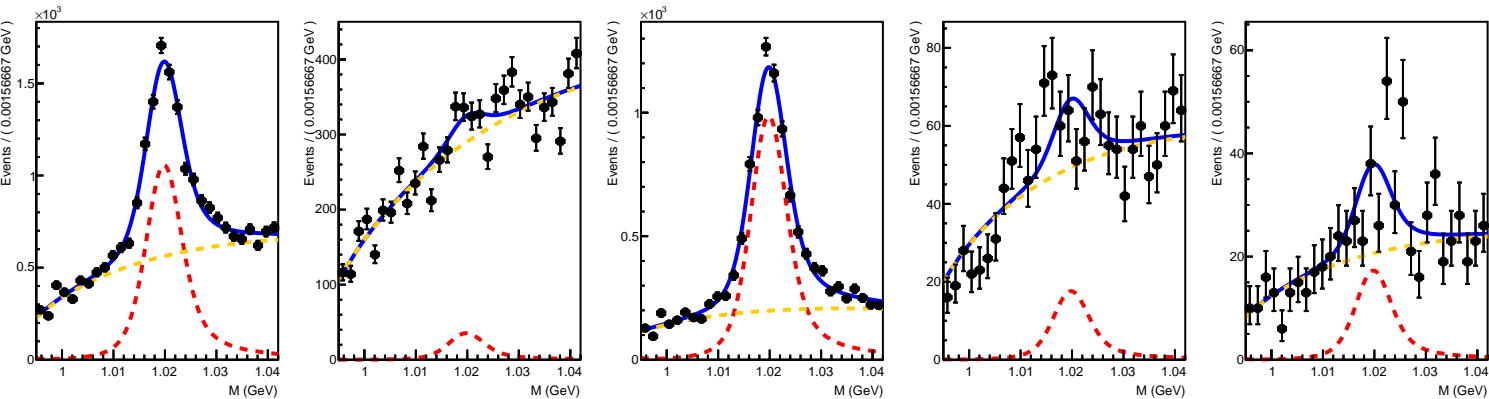 ×10³
Events / ( 0.00156667 GeV )
1.5
1
0.5
0
1 1.01 1.02 1.03 1.04
M (GeV)
Events / ( 0.00156667 GeV )
400
300
200
100
0
1 1.01 1.02 1.03 1.04
M (GeV)
×10³
Events / ( 0.00156667 GeV )
1
0.5
0
1 1.01 1.02 1.03 1.04
M (GeV)
Events / ( 0.00156667 GeV )
80
60
40
20
0
1 1.01 1.02 1.03 1.04
M (GeV)
Events / ( 0.00156667 GeV )
60
40
20
0
1 1.01 1.02 1.03 1.04
M (GeV)